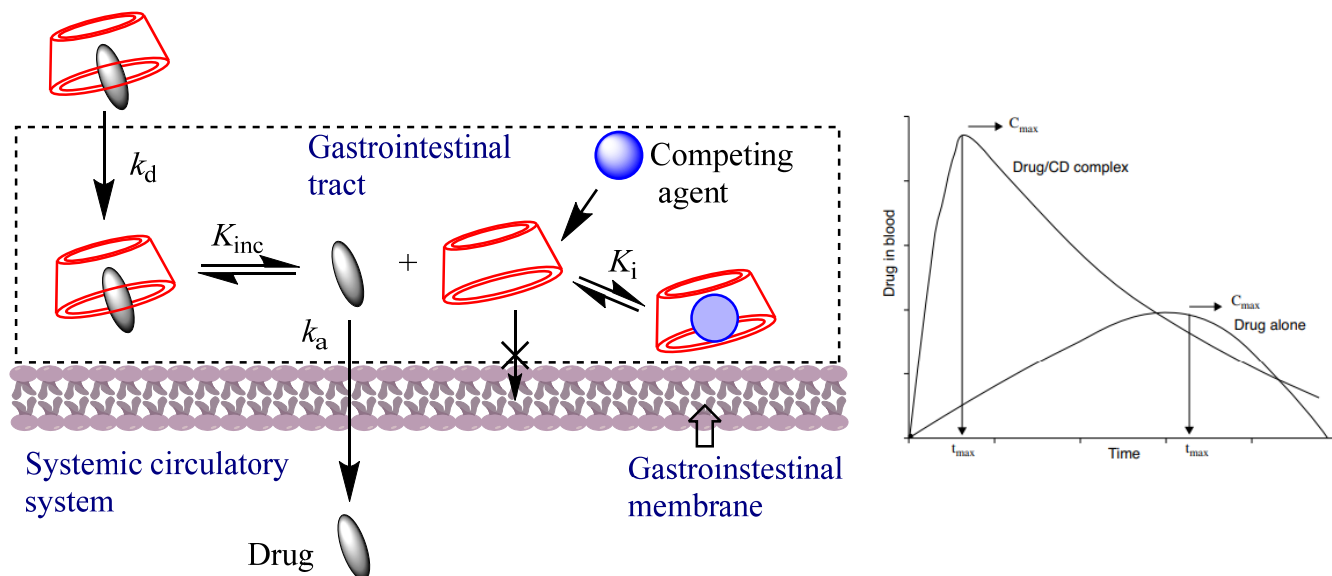 k_d
Gastrointestinal
tract
Competing
agent
K_inc
+
K_i
k_a
Systemic circulatory
system
Gastroinstestinal
membrane
Drug
C_max
Drug/CD complex
Drug in blood
C_max
Drug alone
t_max
Time
t_max